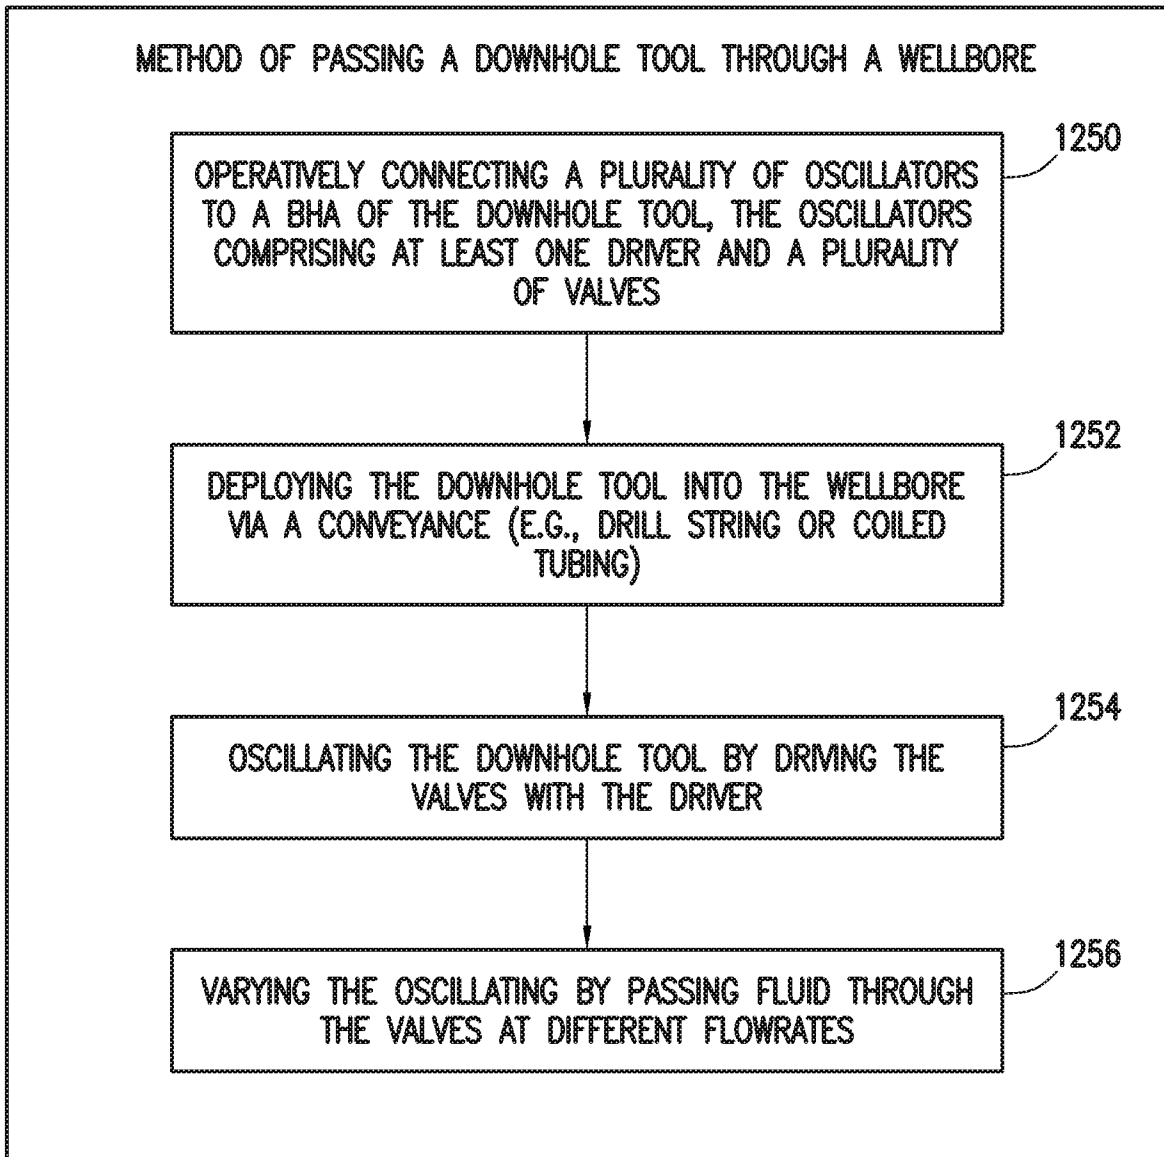 METHOD OF PASSING A DOWNHOLE TOOL THROUGH A WELLBORE
1250
OPERATIVELY CONNECTING A PLURALITY OF OSCILLATORS
TO A BHA OF THE DOWNHOLE TOOL, THE OSCILLATORS
COMPRISING AT LEAST ONE DRIVER AND A PLURALITY
OF VALVES
1252
DEPLOYING THE DOWNHOLE TOOL INTO THE WELLBORE
VIA A CONVEYANCE (E.G., DRILL STRING OR COILED
TUBING)
1254
OSCILLATING THE DOWNHOLE TOOL BY DRIVING THE
VALVES WITH THE DRIVER
1256
VARYING THE OSCILLATING BY PASSING FLUID THROUGH
THE VALVES AT DIFFERENT FLOWRATES